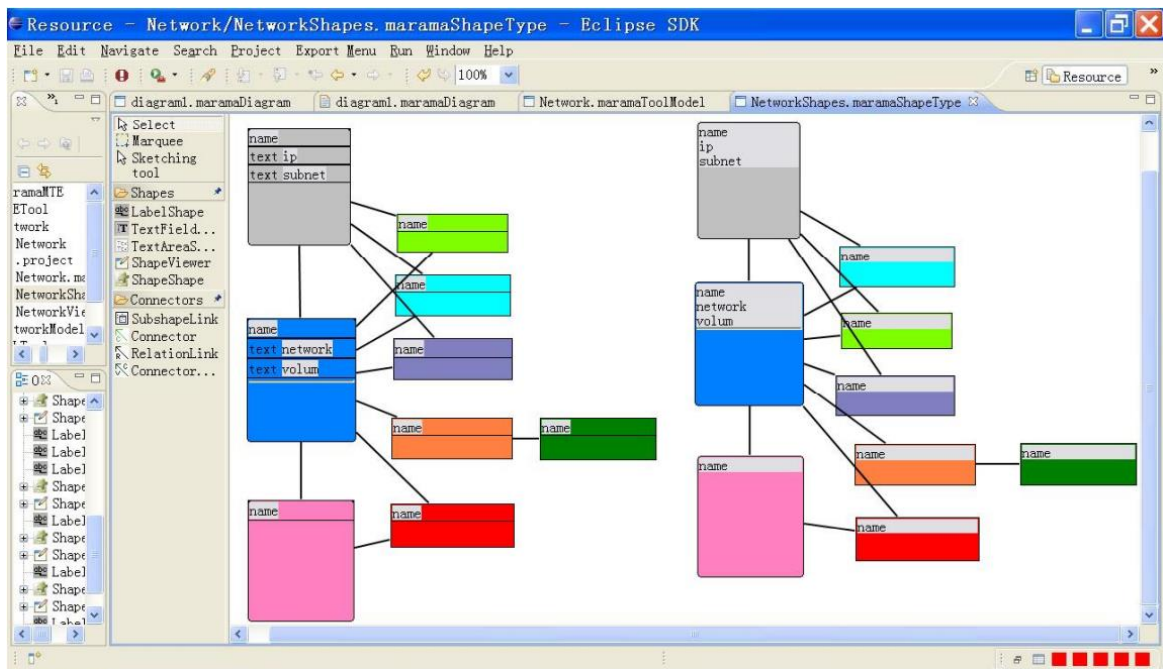 Resource - Network/NetworkShapes.maramaShapeType - Eclipse SDK
File Edit Navigate Search Project Export Menu Run Window Help
100%
Resource
diagram1.maramaDiagram diagram1.maramaDiagram Network.maramaToolModel NetworkShapes.maramaShapeType
Select
Marquee
Sketching
tool
Shapes
LabelShape
TextField...
TextAreaS...
ShapeViewer
ShapeShape
Connectors
SubshapeLink
Connector
RelationLink
Connector...
ramaMTE
ETool
twork
Network
.project
Network.ma
NetworkSha
NetworkVie
tworkModel
Shape
Shape
Label
Label
Label
Shape
Shape
Label
Shape
Shape
Label
Shape
Shape
Label
name
text ip
text subnet
name
name
name
name
text network
text volum
name
name
name
name
name
ip
subnet
name
name
network
volum
name
name
name
name
name
name